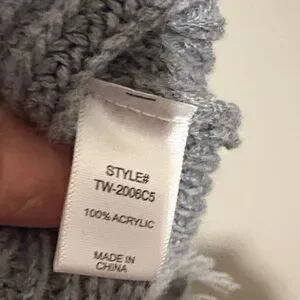 STYLE#
TW-2006C5
100% ACRYLIC
MADE IN
CHINA